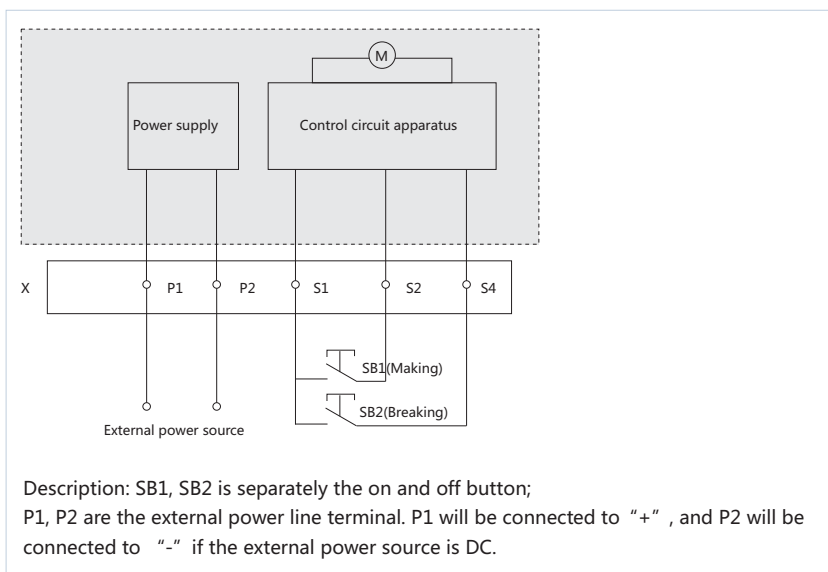 M
Power supply
Control circuit apparatus
X
P1
P2
S1
S2
S4
SB1(Making)
SB2(Breaking)
External power source
Description: SB1, SB2 is separately the on and off button;
P1, P2 are the external power line terminal. P1 will be connected to “+” , and P2 will be
connected to “-” if the external power source is DC.